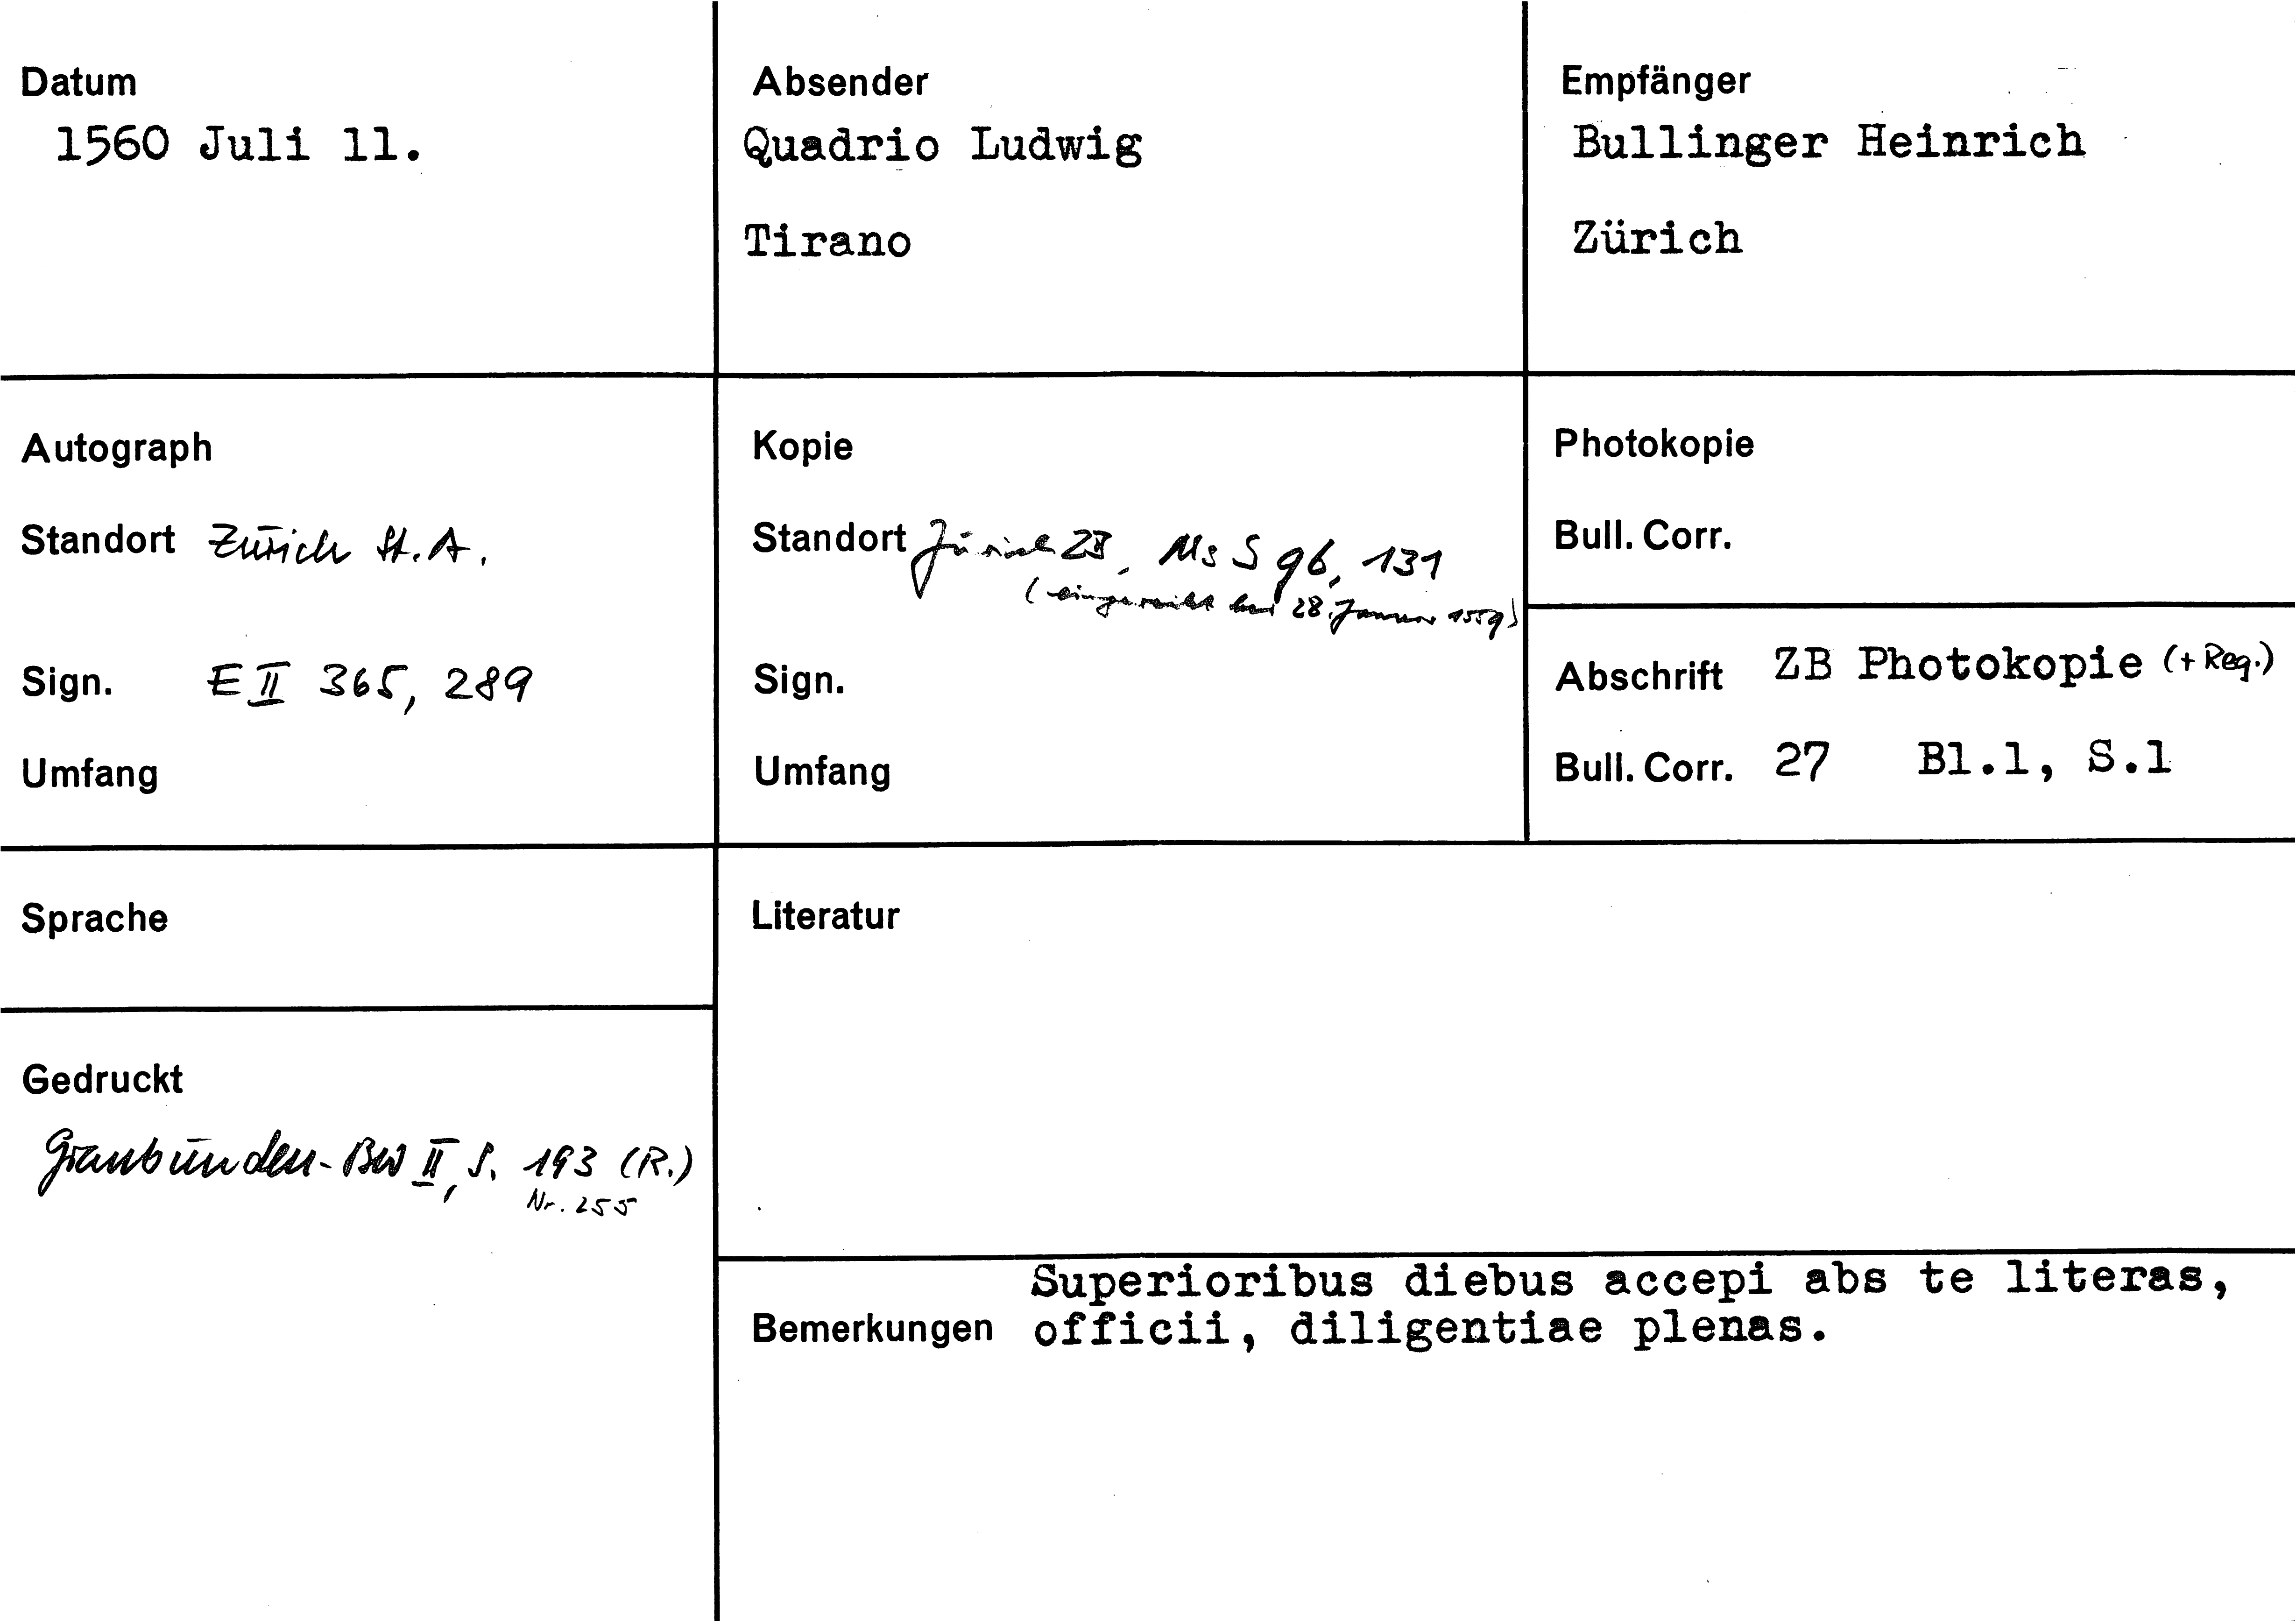 Datum
1560 Juli 11.
Absender
Quadrio Ludwig
Tirano
Empfänger
Bullinger Heinrich
Zürich
Autograph
Standort Zürich St. A.
Sign. E II 365, 289
Umfang
Kopie
Standort Zürich ZB, Ms S 96, 131
(eingereiht bei 28. Januar 1559)
Sign.
Umfang
Photokopie
Bull. Corr.
Abschrift ZB Photokopie (+ Reg.)
Bull. Corr. 27 Bl.1, S.1
Sprache
Literatur
Gedruckt
Graubünden-BW II, S. 193 (R.)
Nr. 255
Superioribus diebus accepi abs te literas,
Bemerkungen officii, diligentiae plenas.